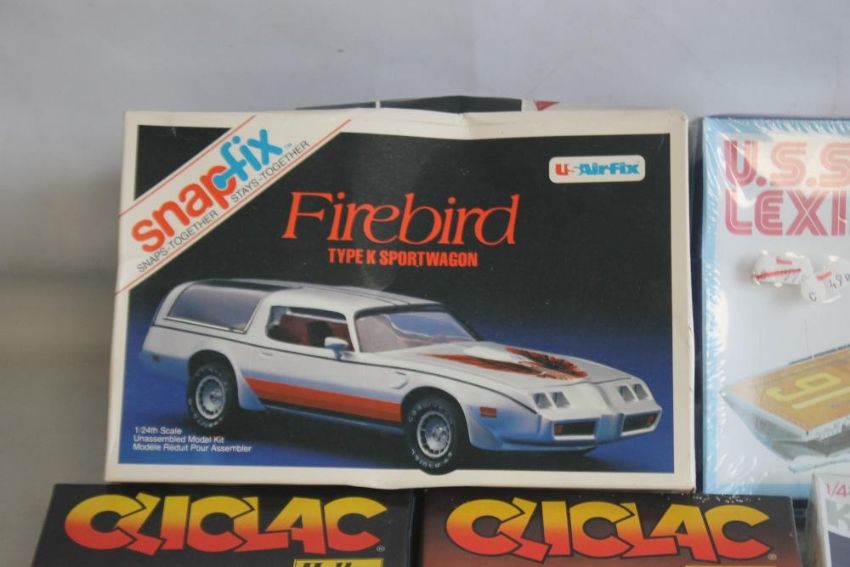 snapfix™
SNAPS-TOGETHER
STAYS-TOGETHER
USAirfix
Firebird
TYPE K SPORTWAGON
1/24th Scale
Unassembled Model Kit
Modèle Réduit Pour Assembler
U.S.S
LEXI
CLICLAC®
CLICLAC